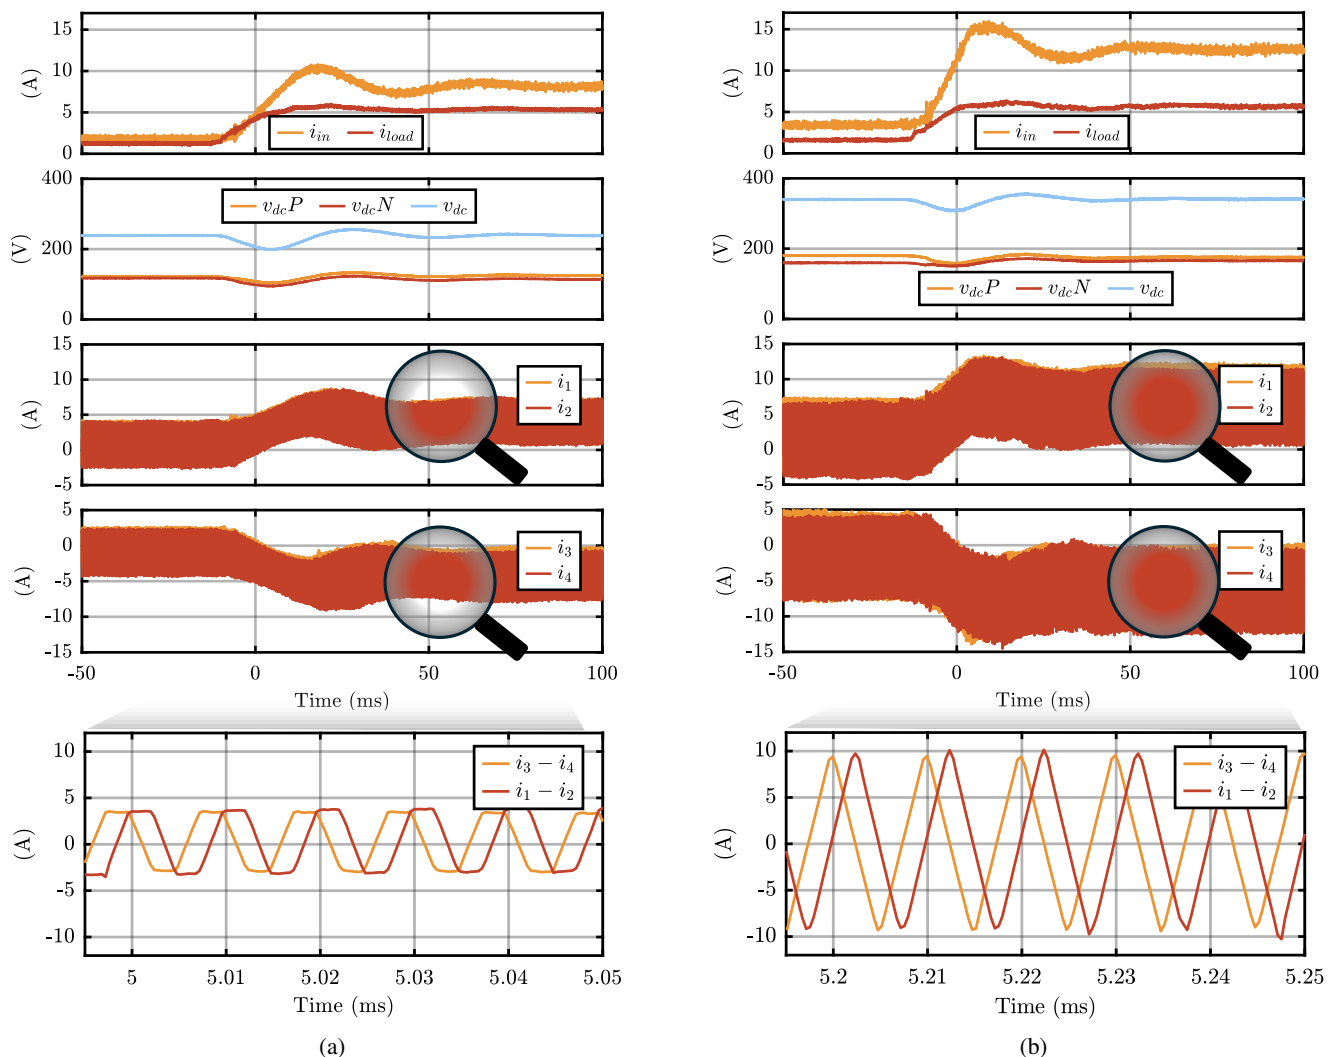 15
10
5
0
(A)
i_in i_load
400
200
0
(V)
v_dcP v_dcN v_dc
15
10
5
0
-5
(A)
i_1
i_2
5
0
-5
-10
-15
(A)
i_3
i_4
-50 0 50 100
Time (ms)
10
5
0
-5
-10
(A)
i_3 − i_4
i_1 − i_2
5 5.01 5.02 5.03 5.04 5.05
Time (ms)
(a)
15
10
5
0
(A)
i_in i_load
400
200
0
(V)
v_dcP v_dcN v_dc
15
10
5
0
-5
(A)
i_1
i_2
5
0
-5
-10
-15
(A)
i_3
i_4
-50 0 50 100
Time (ms)
10
5
0
-5
-10
(A)
i_3 − i_4
i_1 − i_2
5.2 5.21 5.22 5.23 5.24 5.25
Time (ms)
(b)